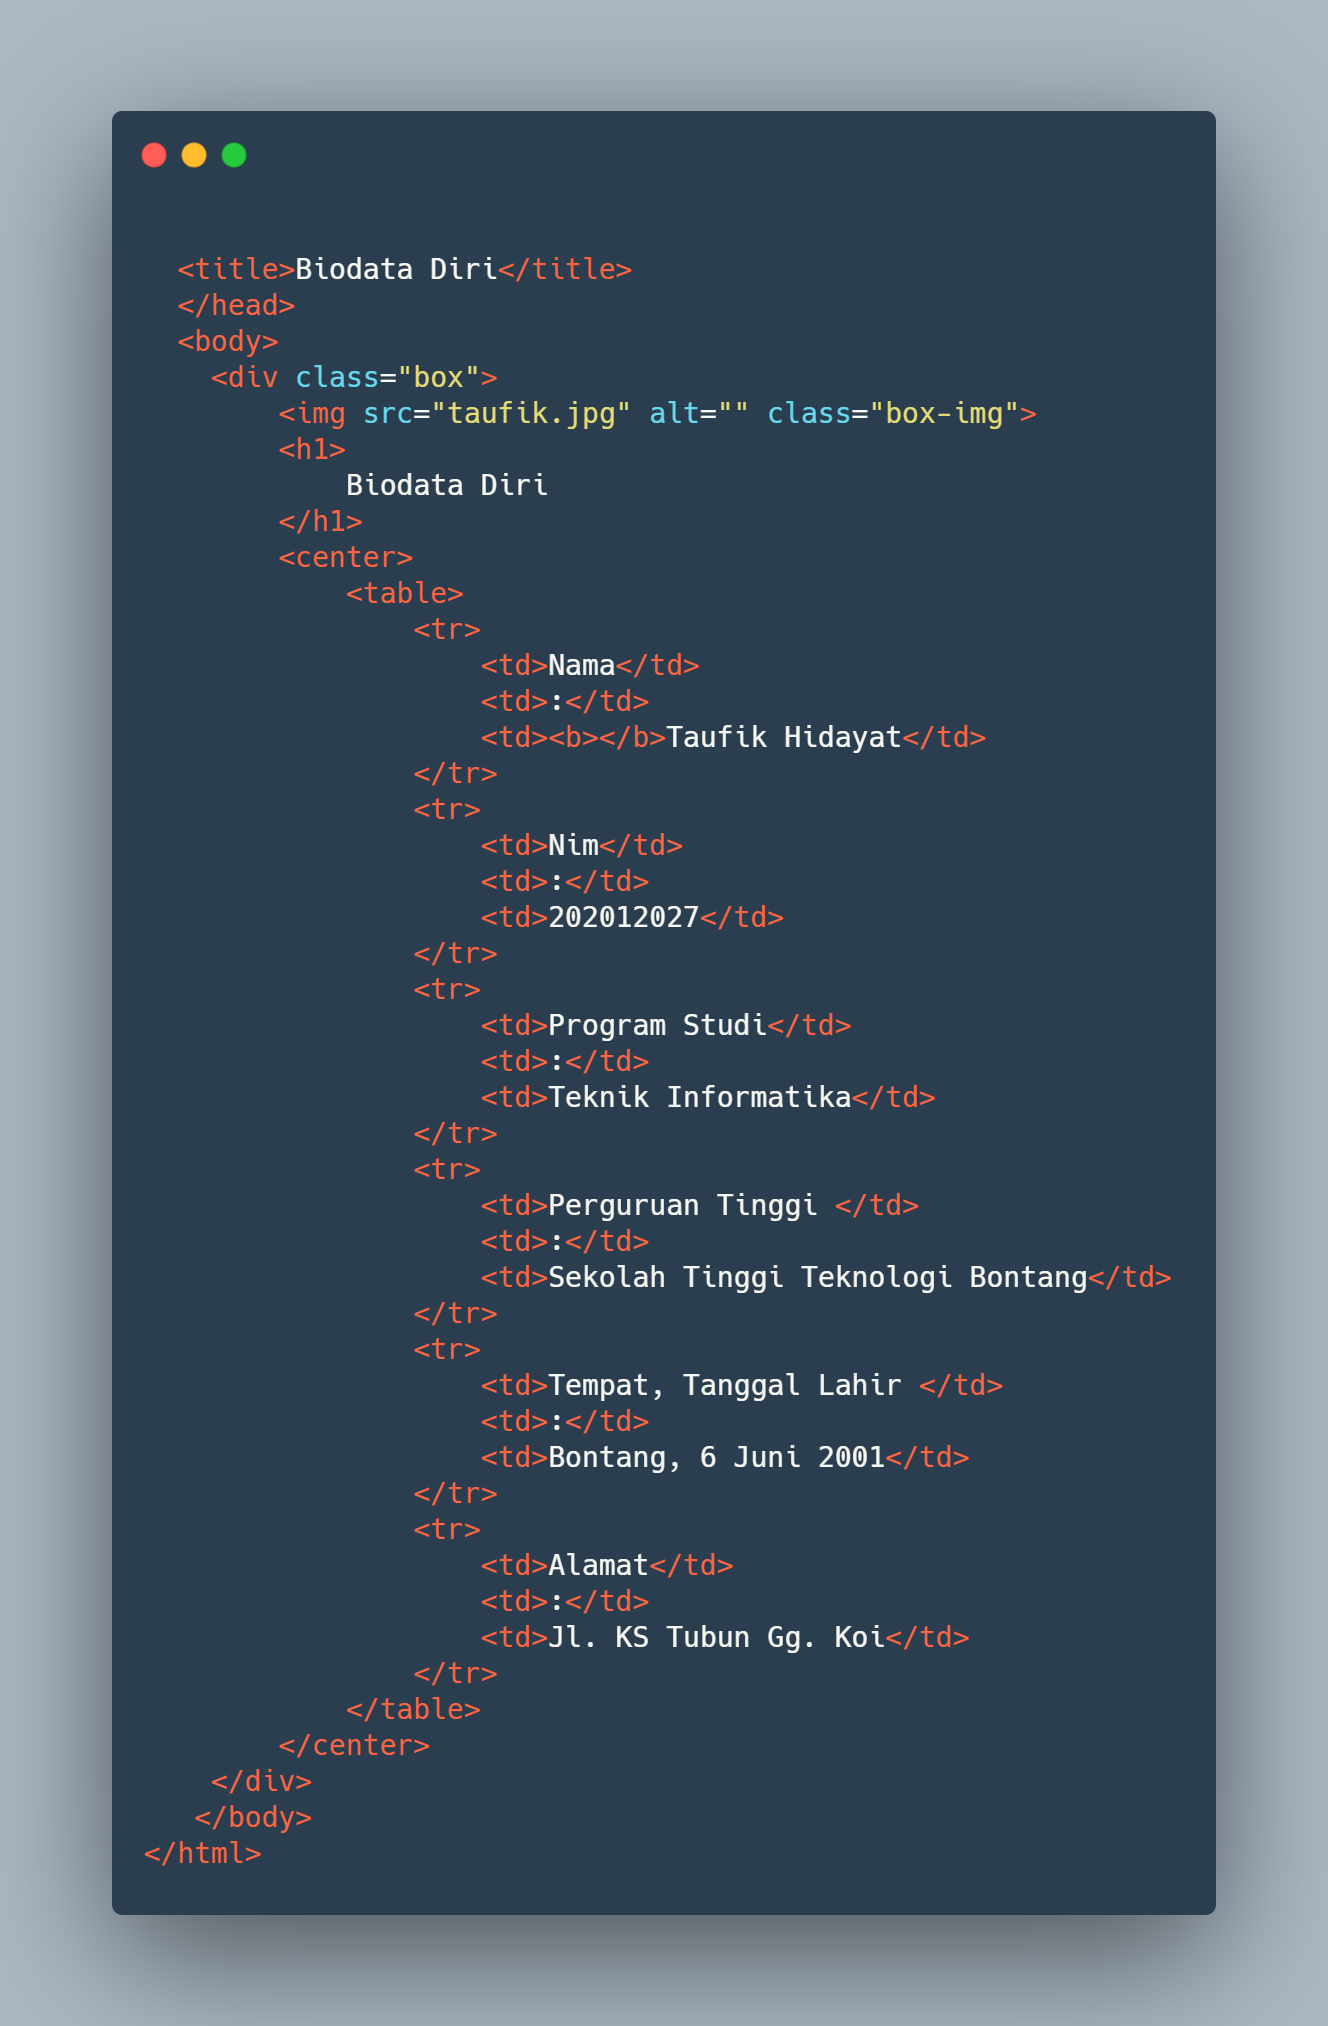 <title>Biodata Diri</title>
</head>
<body>
<div class="box">
<img src="taufik.jpg" alt="" class="box-img">
<h1>
Biodata Diri
</h1>
<center>
<table>
<tr>
<td>Nama</td>
<td>:</td>
<td><b></b>Taufik Hidayat</td>
</tr>
<tr>
<td>Nim</td>
<td>:</td>
<td>202012027</td>
</tr>
<tr>
<td>Program Studi</td>
<td>:</td>
<td>Teknik Informatika</td>
</tr>
<tr>
<td>Perguruan Tinggi </td>
<td>:</td>
<td>Sekolah Tinggi Teknologi Bontang</td>
</tr>
<tr>
<td>Tempat, Tanggal Lahir </td>
<td>:</td>
<td>Bontang, 6 Juni 2001</td>
</tr>
<tr>
<td>Alamat</td>
<td>:</td>
<td>Jl. KS Tubun Gg. Koi</td>
</tr>
</table>
</center>
</div>
</body>
</html>